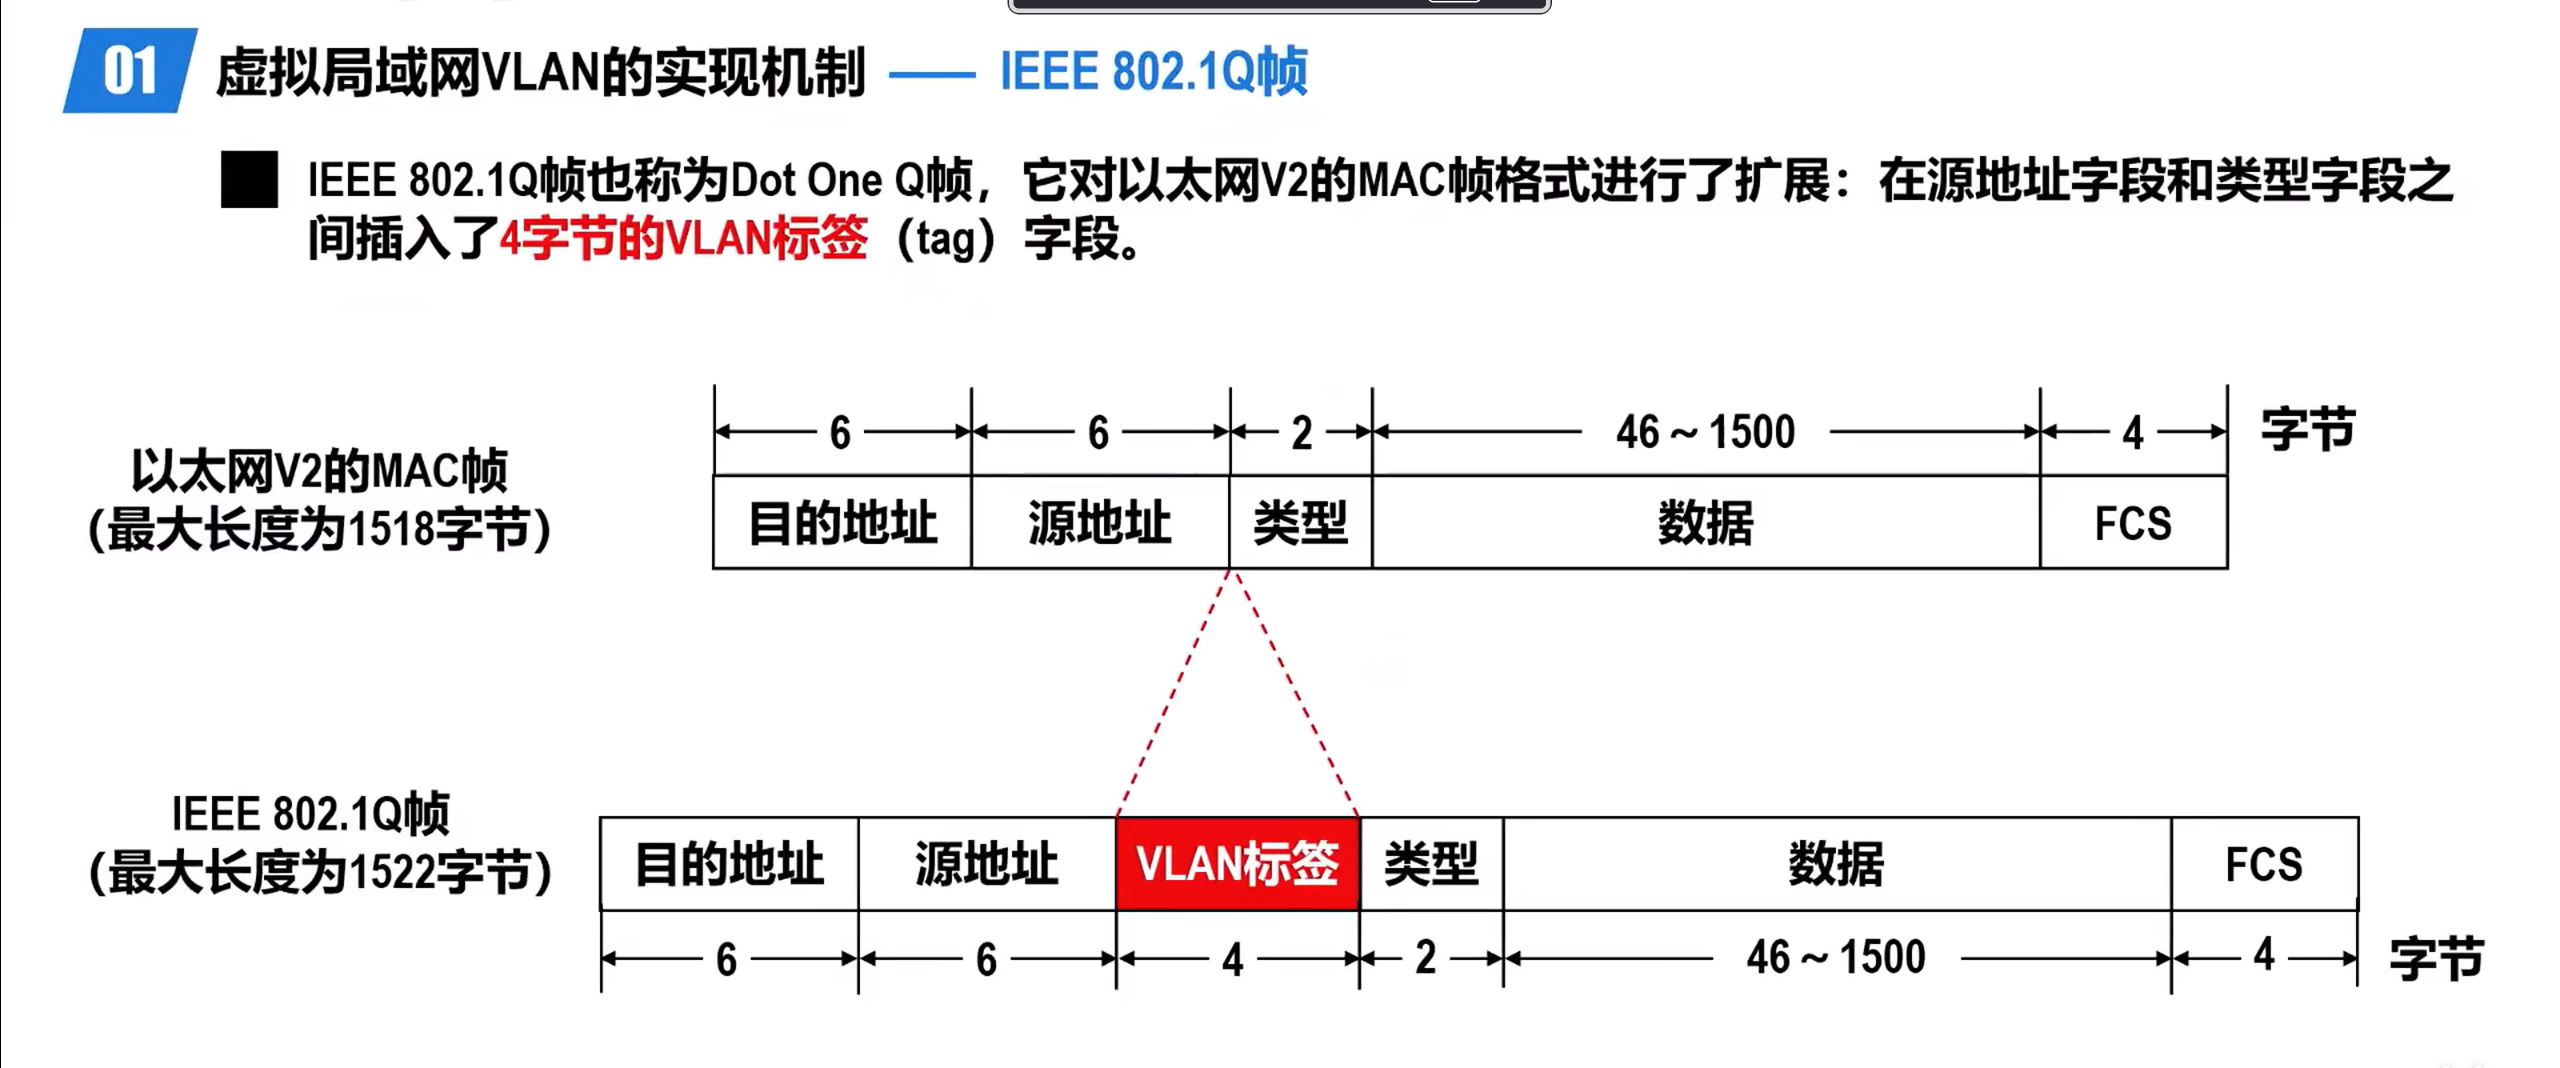 01 虚拟局域网VLAN的实现机制 —— IEEE 802.1Q帧
IEEE 802.1Q帧也称为Dot One Q帧，它对以太网V2的MAC帧格式进行了扩展：在源地址字段和类型字段之
间插入了4字节的VLAN标签（tag）字段。
6 6 2 46～1500 4 字节
以太网V2的MAC帧
（最大长度为1518字节）
目的地址 源地址 类型 数据 FCS
IEEE 802.1Q帧
（最大长度为1522字节）
目的地址 源地址 VLAN标签 类型 数据 FCS
6 6 4 2 46～1500 4 字节